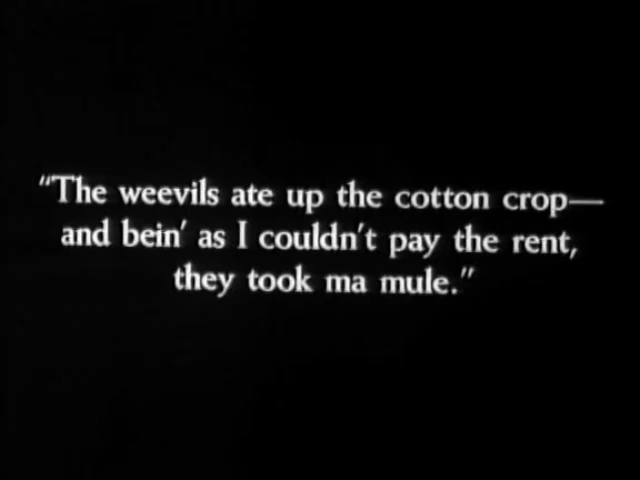 "The weevils ate up the cotton crop—
and bein' as I couldn't pay the rent,
they took ma mule."